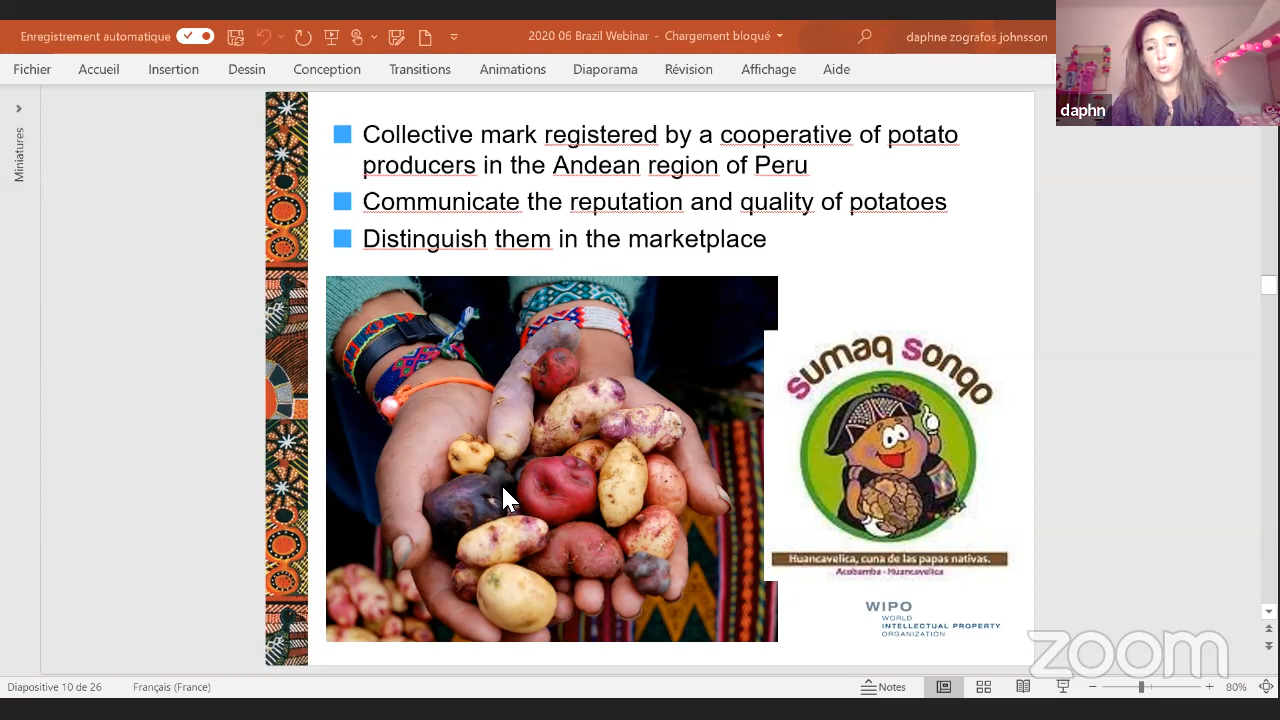 Enregistrement automatique
2020 06 Brazil Webinar - Chargement bloqué
daphne zografos johnsson
Fichier Accueil Insertion Dessin Conception Transitions Animations Diaporama Révision Affichage Aide
daphn
Miniatures
Collective mark registered by a cooperative of potato
producers in the Andean region of Peru
Communicate the reputation and quality of potatoes
Distinguish them in the marketplace
sumaq songo
Huancavelica, cuna de las papas nativas.
Acobamba - Huancavelica
WIPO
WORLD
INTELLECTUAL PROPERTY
ORGANIZATION
zoom
Diapositive 10 de 26 Français (France) Notes 80%